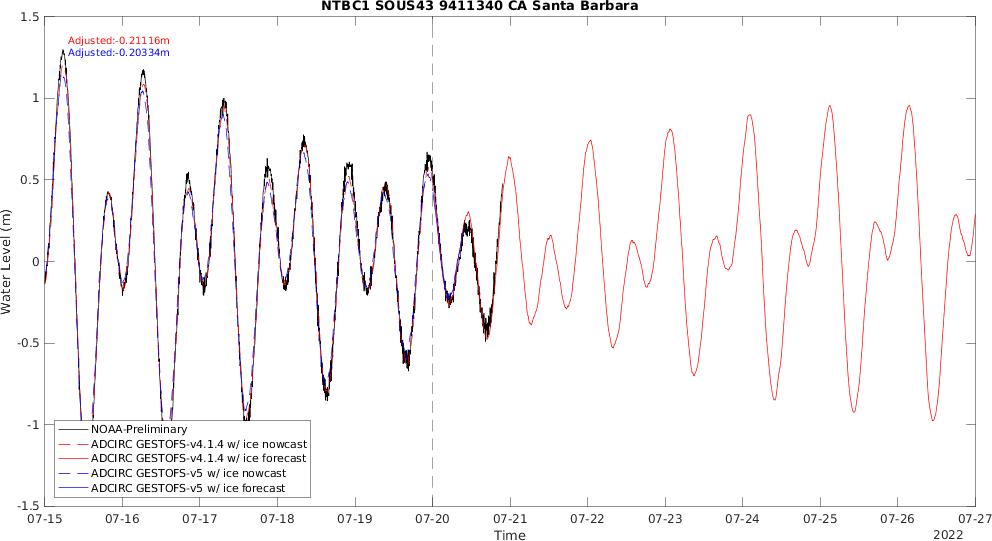 NTBC1 SOUS43 9411340 CA Santa Barbara
Adjusted:-0.21116m
Adjusted:-0.20334m
1.5
1
0.5
0
-0.5
-1
-1.5
Water Level (m)
NOAA-Preliminary
ADCIRC GESTOFS-v4.1.4 w/ ice nowcast
ADCIRC GESTOFS-v4.1.4 w/ ice forecast
ADCIRC GESTOFS-v5 w/ ice nowcast
ADCIRC GESTOFS-v5 w/ ice forecast
07-15 07-16 07-17 07-18 07-19 07-20 07-21 07-22 07-23 07-24 07-25 07-26 07-27
Time
2022